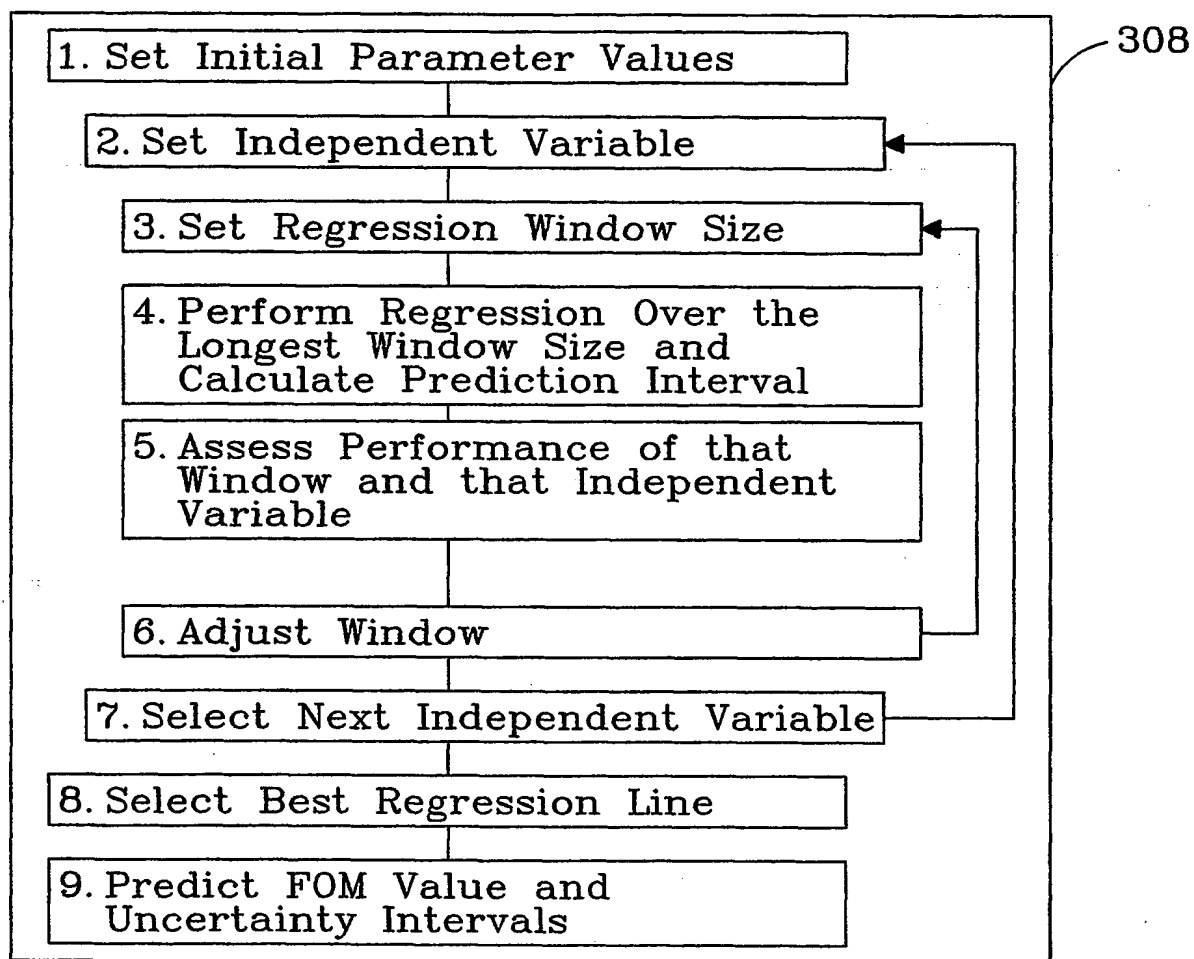 308
1. Set Initial Parameter Values
2. Set Independent Variable
3. Set Regression Window Size
4. Perform Regression Over the
Longest Window Size and
Calculate Prediction Interval
5. Assess Performance of that
Window and that Independent
Variable
6. Adjust Window
7. Select Next Independent Variable
8. Select Best Regression Line
9. Predict FOM Value and
Uncertainty Intervals